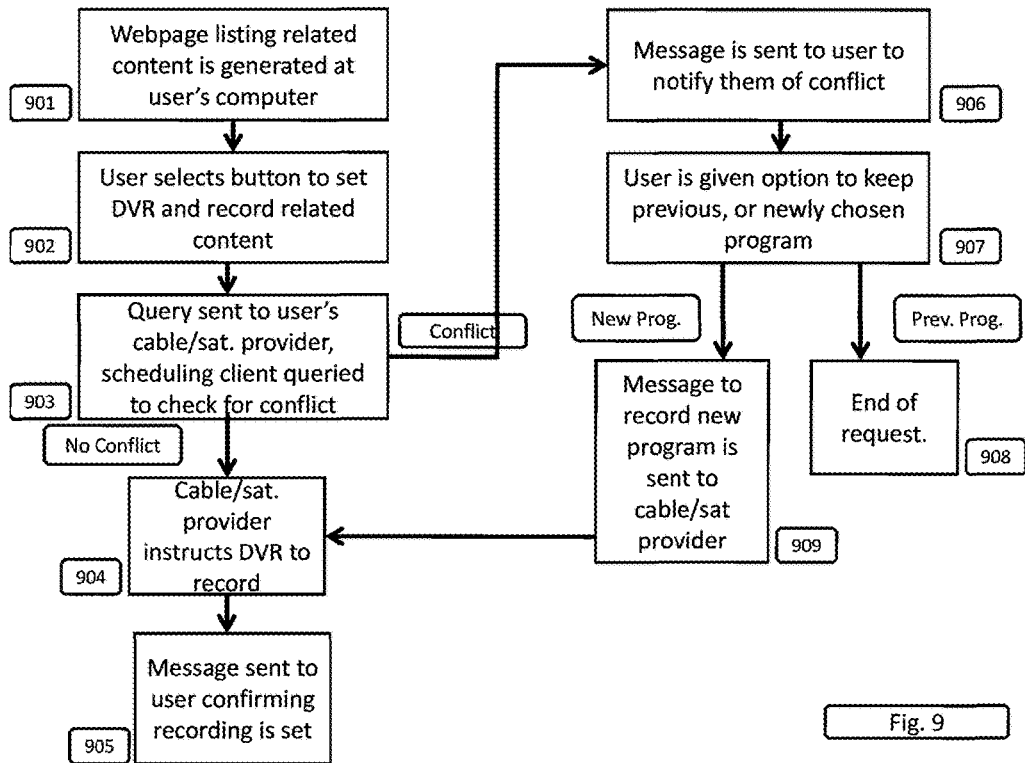 Webpage listing related
content is generated at
user's computer
901
User selects button to set
DVR and record related
content
902
Query sent to user's
cable/sat. provider,
scheduling client queried
to check for conflict
903
Conflict
No Conflict
Cable/sat.
provider
instructs DVR to
record
904
Message sent to
user confirming
recording is set
905
Message is sent to user to
notify them of conflict
906
User is given option to keep
previous, or newly chosen
program
907
New Prog.
Prev. Prog.
Message to
record new
program is
sent to
cable/sat
provider
909
End of
request.
908
Fig. 9